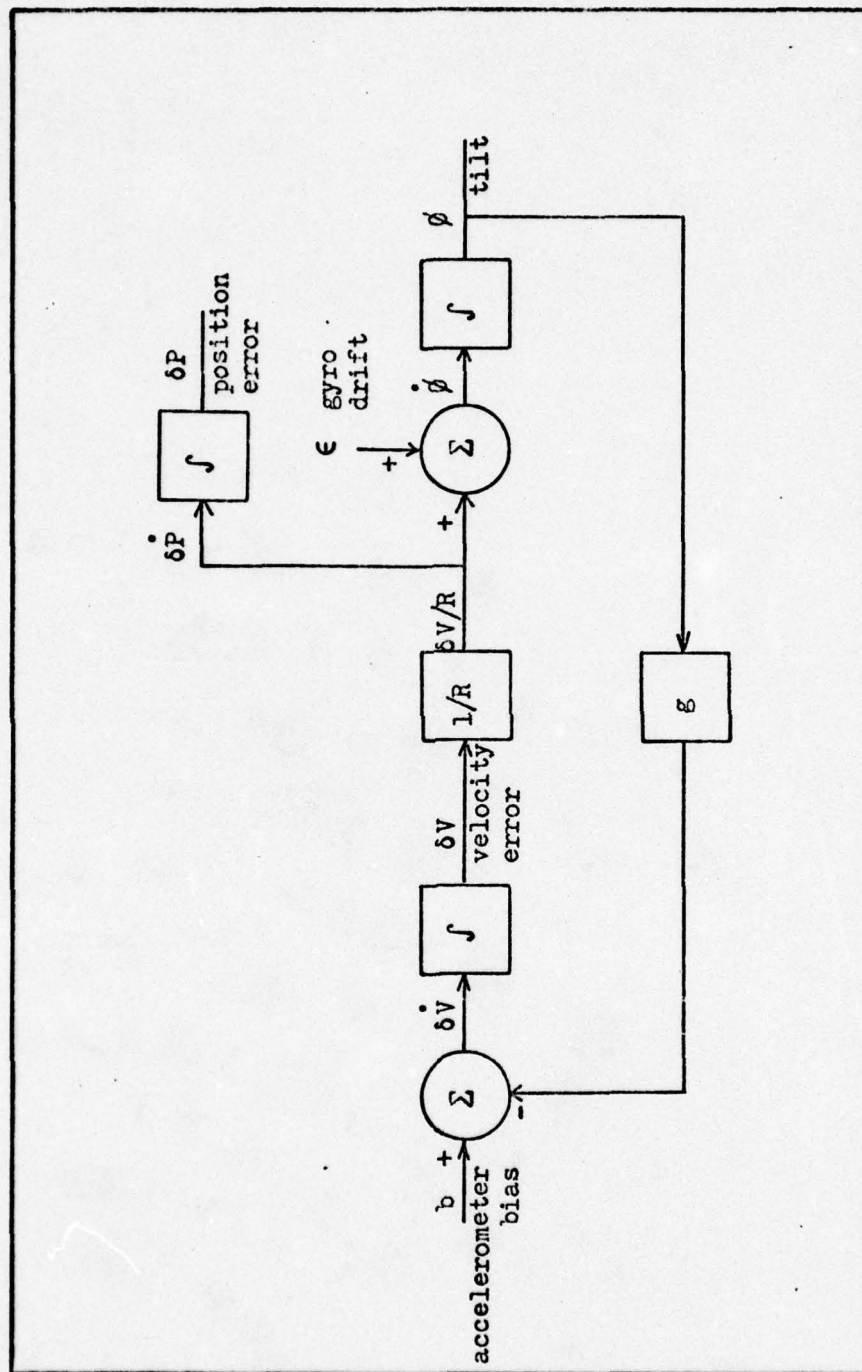 δṖ
∫
δP
position
error
ϵ
gyro
drift
+
b
+
accelerometer
bias
Σ
-
δV̇
∫
δV
velocity
error
1/R
δV/R
+
Σ
ø̇
∫
ø
tilt
g